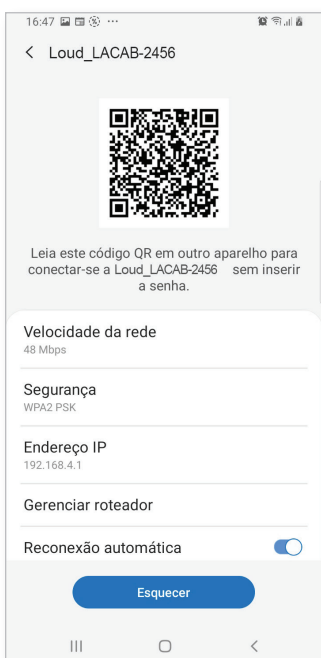 16:47
Loud_LACAB-2456
Leia este código QR em outro aparelho para
conectar-se a Loud_LACAB-2456 sem inserir
a senha.
Velocidade da rede
48 Mbps
Segurança
WPA2 PSK
Endereço IP
192.168.4.1
Gerenciar roteador
Reconexão automática
Esquecer